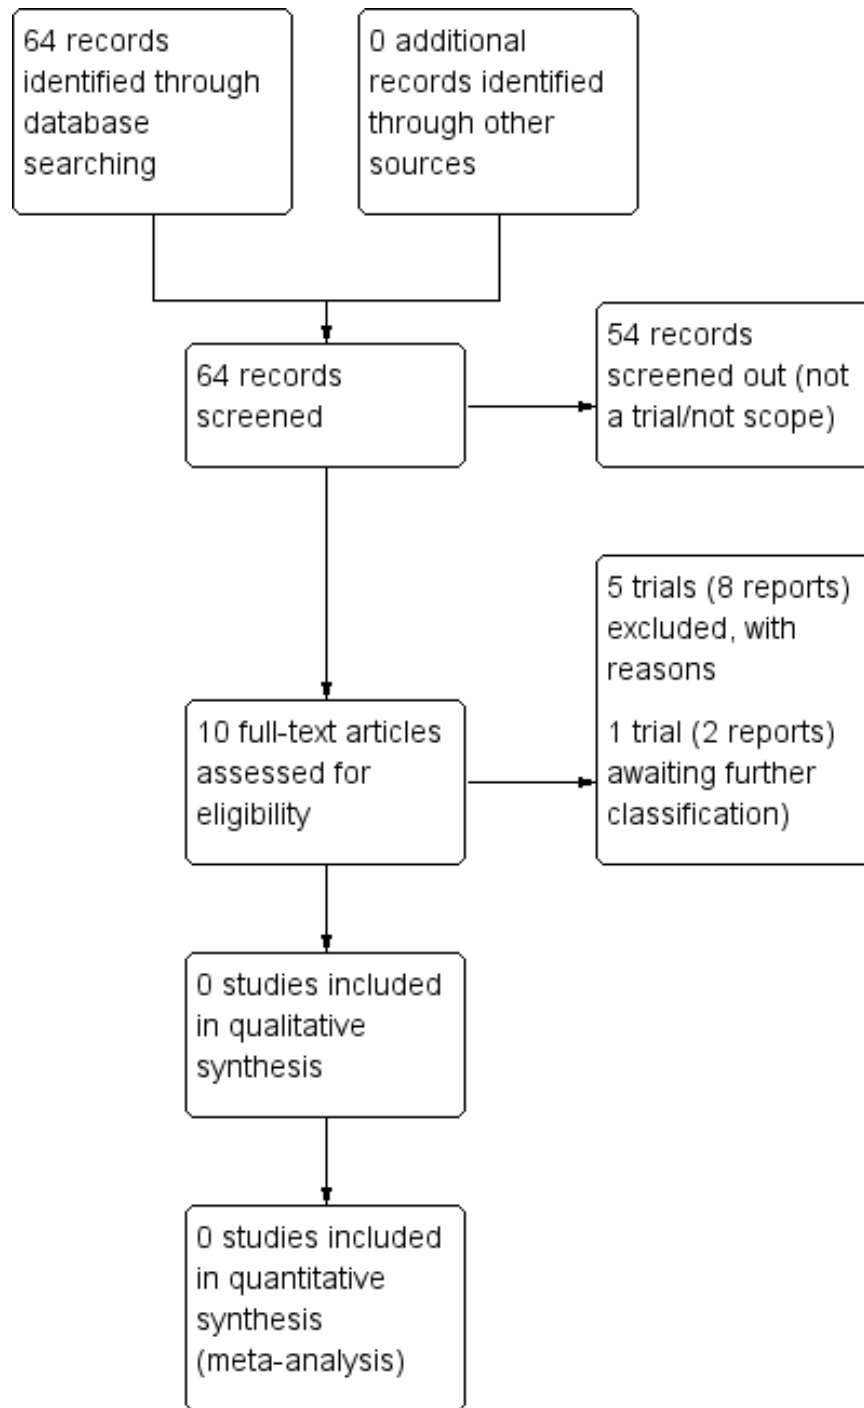 64 records
identified through
database
searching
0 additional
records identified
through other
sources
64 records
screened
54 records
screened out (not
a trial/not scope)
10 full-text articles
assessed for
eligibility
5 trials (8 reports)
excluded, with
reasons
1 trial (2 reports)
awaiting further
classification)
0 studies included
in qualitative
synthesis
0 studies included
in quantitative
synthesis
(meta-analysis)